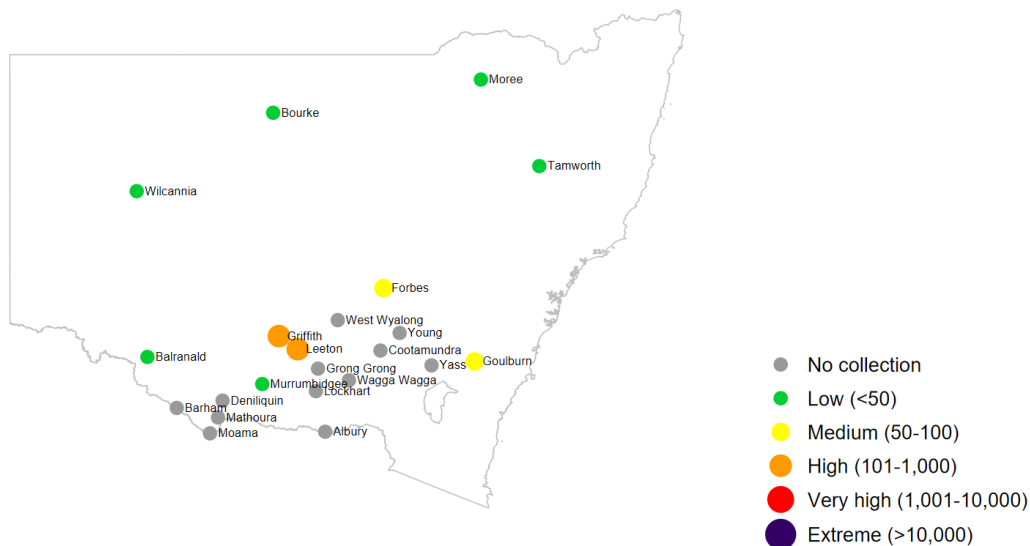 Moree
Bourke
Tamworth
Wilcannia
Forbes
West Wyalong
Young
Griffith
Leeton
Cootamundra
Balranald
Goulburn
Yass
Grong Grong
Wagga Wagga
Murrumbidgee
Lockhart
Deniliquin
Barham
Mathoura
Moama
Albury
No collection
Low (<50)
Medium (50-100)
High (101-1,000)
Very high (1,001-10,000)
Extreme (>10,000)